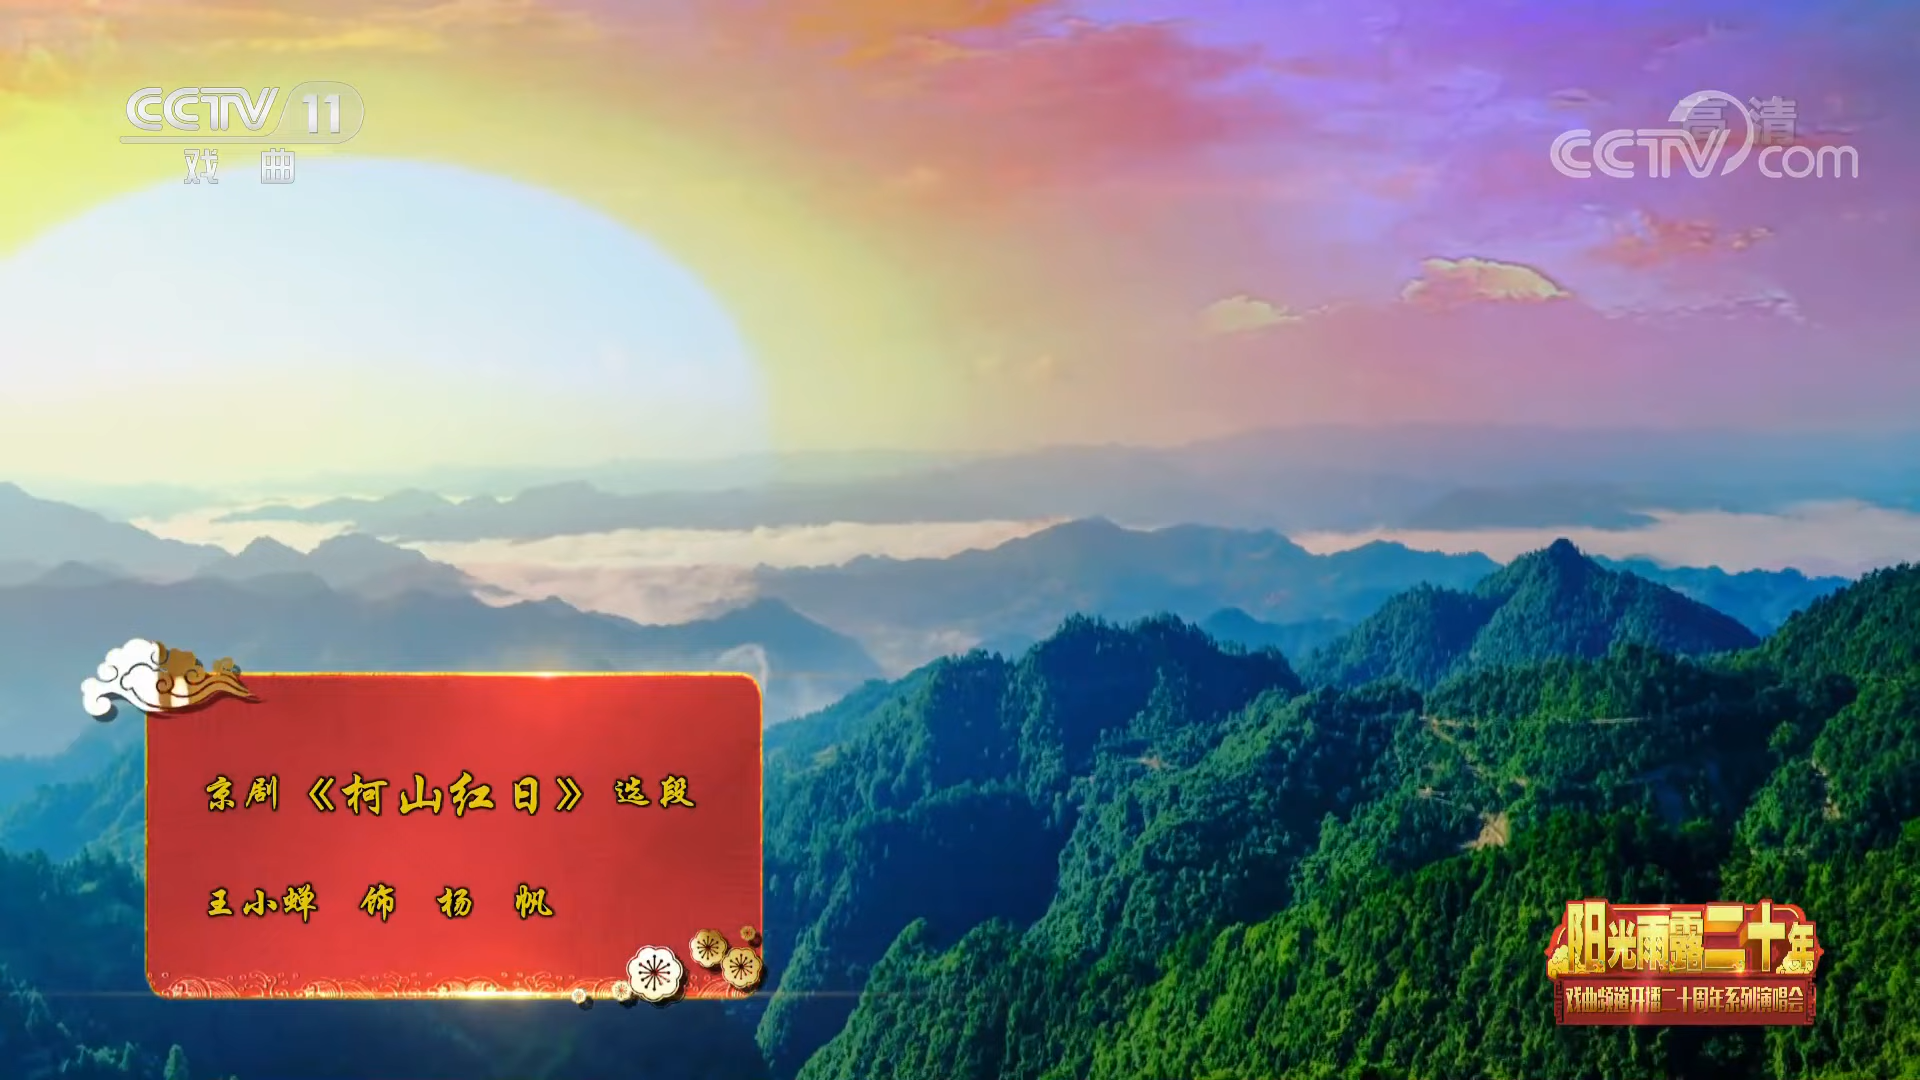 CCTV 11
戏曲
高清
CCTV com
京剧《柯山红日》选段
王小蝉 饰 杨 帆
阳光雨露二十年
戏曲频道开播二十周年系列演唱会